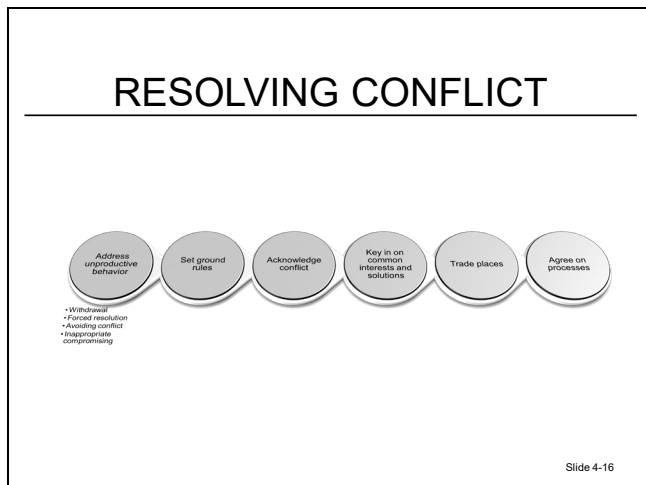 RESOLVING CONFLICT
Address
unproductive
behavior
Set ground
rules
Acknowledge
conflict
Key in on
common
interests and
solutions
Trade places
Agree on
processes
• Withdrawal
• Forced resolution
• Avoiding conflict
• Inappropriate
compromising
Slide 4-16